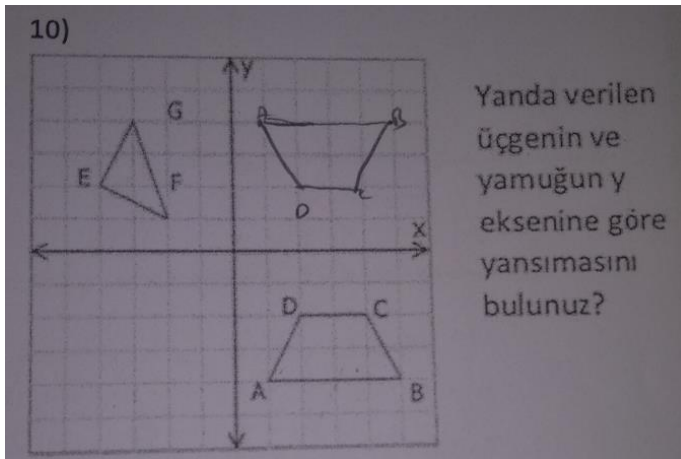 10)
y
G
E
F
A
B
D
C
x
D
C
A
B
Yanda verilen
üçgenin ve
yamuğun y
eksenine göre
yansımasını
bulunuz?